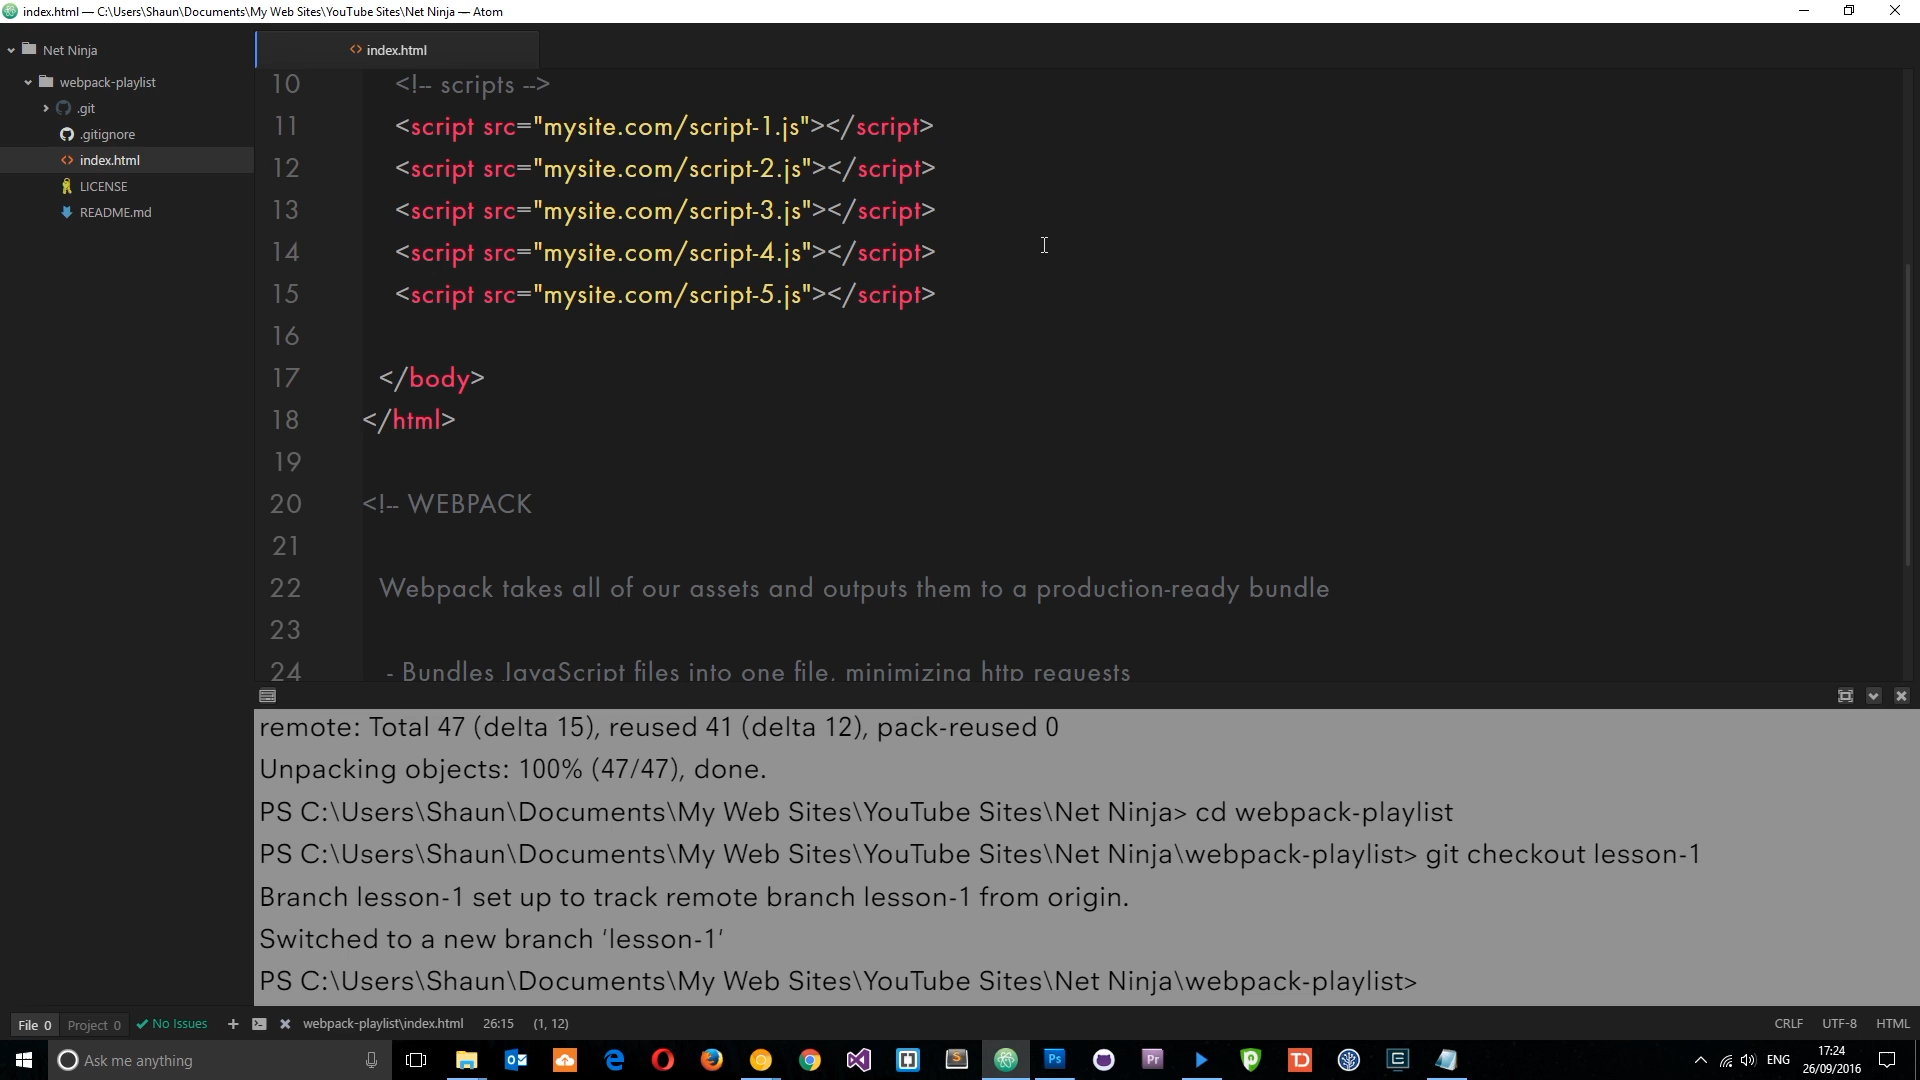 index.html — C:\Users\Shaun\Documents\My Web Sites\YouTube Sites\Net Ninja — Atom
Net Ninja
webpack-playlist
.git
.gitignore
index.html
LICENSE
README.md
index.html
10 <!-- scripts -->
11 <script src="mysite.com/script-1.js"></script>
12 <script src="mysite.com/script-2.js"></script>
13 <script src="mysite.com/script-3.js"></script>
14 <script src="mysite.com/script-4.js"></script>
15 <script src="mysite.com/script-5.js"></script>
16
17 </body>
18 </html>
19
20 <!-- WEBPACK
21
22 Webpack takes all of our assets and outputs them to a production-ready bundle
23
24 - Bundles JavaScript files into one file, minimizing http requests
remote: Total 47 (delta 15), reused 41 (delta 12), pack-reused 0
Unpacking objects: 100% (47/47), done.
PS C:\Users\Shaun\Documents\My Web Sites\YouTube Sites\Net Ninja> cd webpack-playlist
PS C:\Users\Shaun\Documents\My Web Sites\YouTube Sites\Net Ninja\webpack-playlist> git checkout lesson-1
Branch lesson-1 set up to track remote branch lesson-1 from origin.
Switched to a new branch 'lesson-1'
PS C:\Users\Shaun\Documents\My Web Sites\YouTube Sites\Net Ninja\webpack-playlist>
File 0 Project 0 No Issues webpack-playlist\index.html 26:15 (1, 12) CRLF UTF-8 HTML
Ask me anything
Ps
Pr
TD
ENG
17:24
26/09/2016